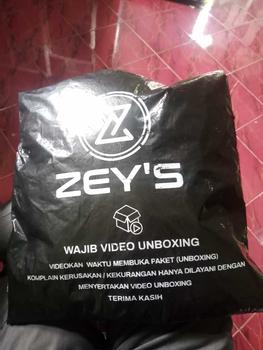 ZEY'S
WAJIB VIDEO UNBOXING
VIDEOKAN WAKTU MEMBUKA PAKET (UNBOXING)
KOMPLAIN KERUSAKAN / KEKURANGAN HANYA DILAYANI DENGAN
MENYERTAKAN VIDEO UNBOXING
TERIMA KASIH